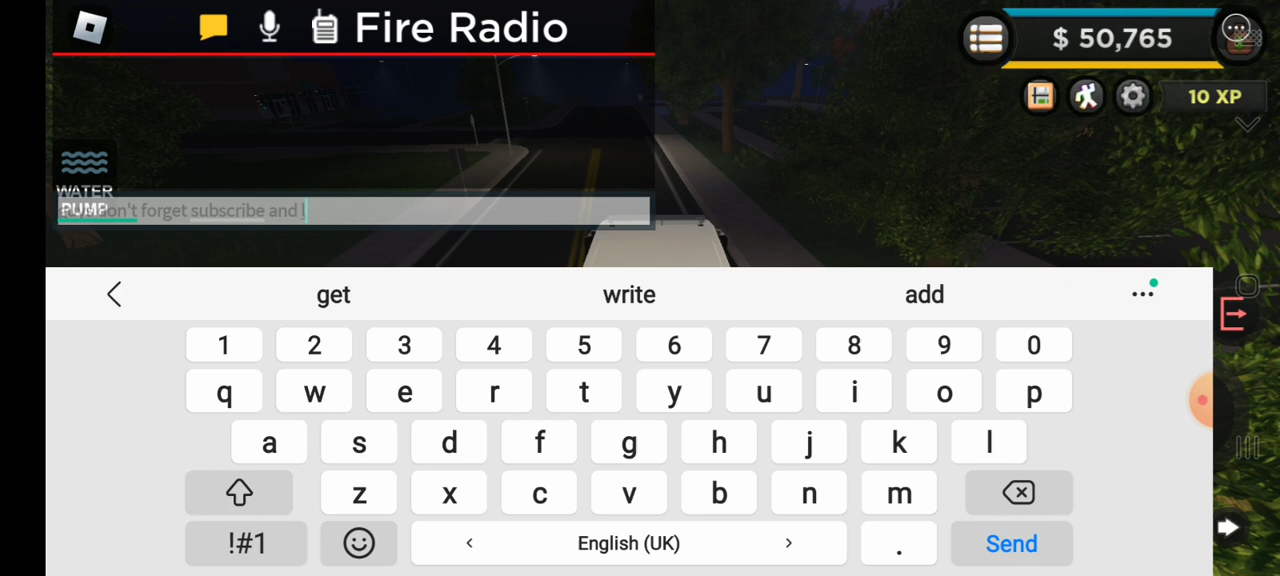 Fire Radio
$ 50,765
10 XP
WATER
PUMP
don't forget subscribe and l
get write add
1 2 3 4 5 6 7 8 9 0
q w e r t y u i o p
a s d f g h j k l
z x c v b n m
!#1 < English (UK) > . Send